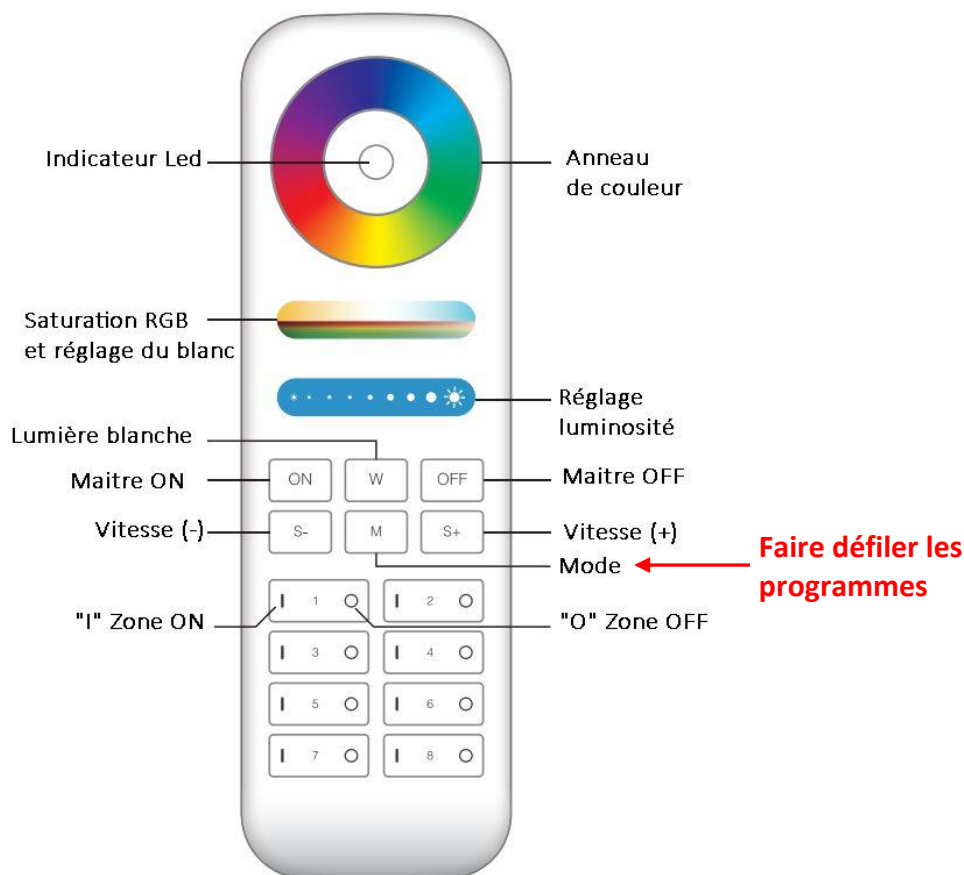 Indicateur Led
Anneau
de couleur
Saturation RGB
et réglage du blanc
Réglage
luminosité
Lumière blanche
Maitre ON
ON
W
OFF
Maitre OFF
Vitesse (-)
S-
M
S+
Vitesse (+)
Mode
Faire défiler les
programmes
"I" Zone ON
I 1 O
I 2 O
"O" Zone OFF
I 3 O
I 4 O
I 5 O
I 6 O
I 7 O
I 8 O